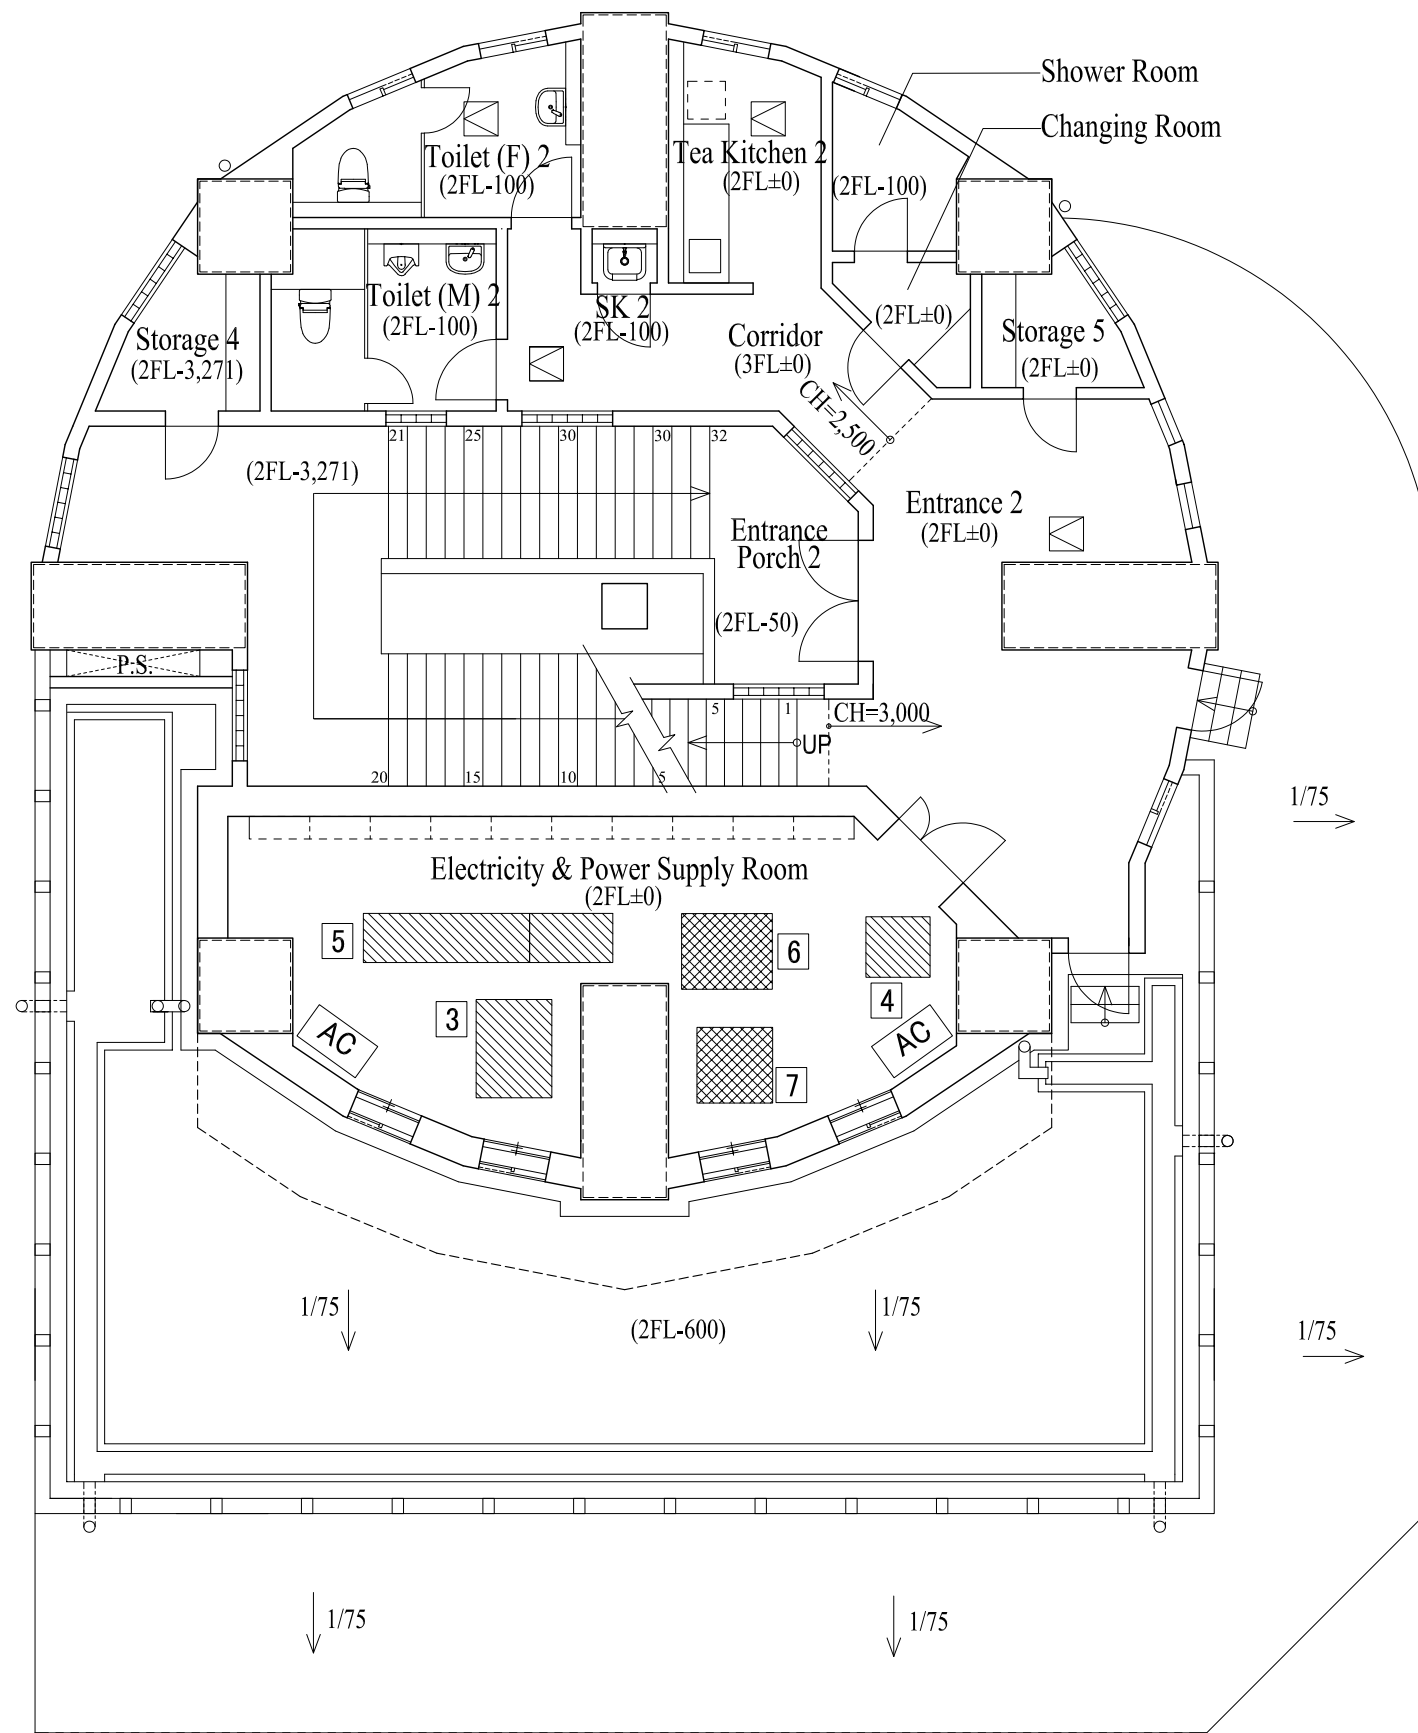 Shower Room
Changing Room
Toilet (F) 2
(2FL-100)
Tea Kitchen 2
(2FL±0)
(2FL-100)
Toilet (M) 2
(2FL-100)
SK 2
(2FL-100)
Corridor
(3FL±0)
(2FL±0)
Storage 4
(2FL-3,271)
Storage 5
(2FL±0)
CH=2,500
21
25
30
30
32
(2FL-3,271)
Entrance
Porch 2
(2FL-50)
Entrance 2
(2FL±0)
P.S.
5
1
CH=3,000
UP
20
15
10
5
1/75
Electricity & Power Supply Room
(2FL±0)
5
6
4
3
AC
AC
7
1/75
1/75
(2FL-600)
1/75
1/75
1/75